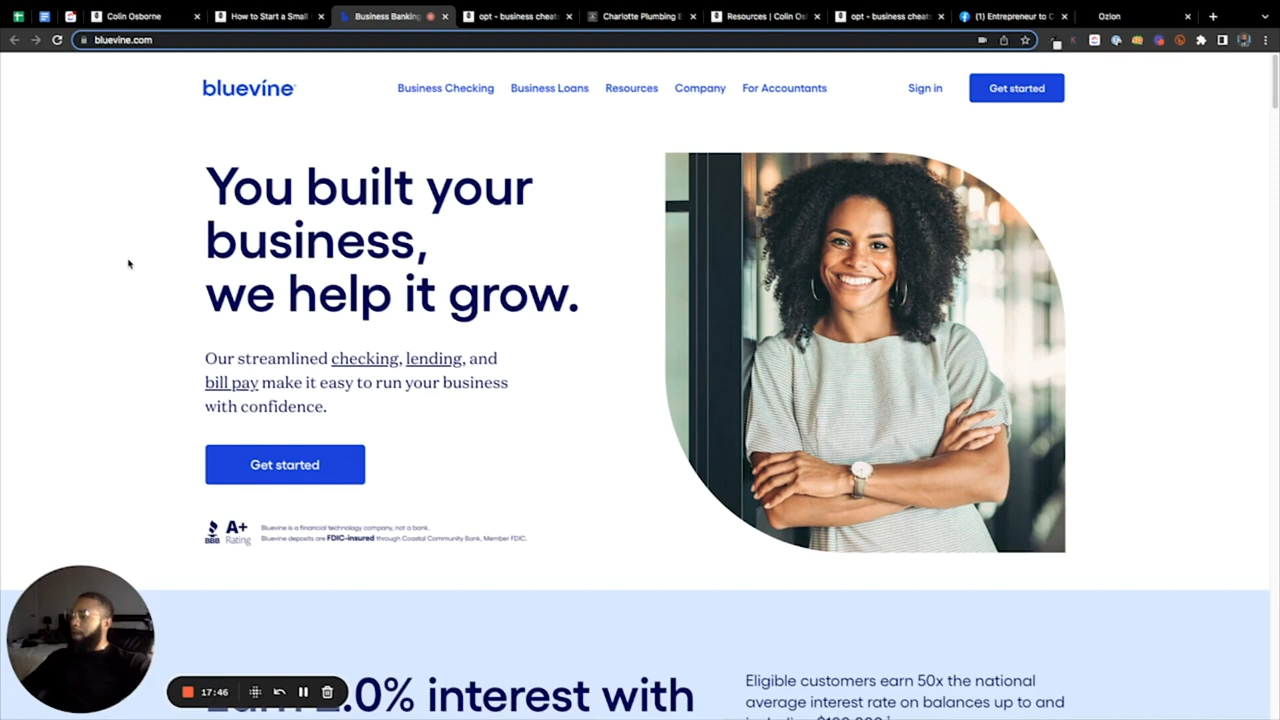 Colin Osborne
How to Start a Small
Business Banking
opt - business cheat
Charlotte Plumbing
Resources | Colin Os
opt - business cheat
(1) Entrepreneur to C
Ozlon
bluevine.com
bluevine
Business Checking
Business Loans
Resources
Company
For Accountants
Sign in
Get started
You built your
business,
we help it grow.
Our streamlined checking, lending, and
bill pay make it easy to run your business
with confidence.
Get started
BBB
A+
Rating
Bluevine is a financial technology company, not a bank.
Bluevine deposits are FDIC-insured through Coastal Community Bank, Member FDIC.
17:46
.0% interest with
Eligible customers earn 50x the national
average interest rate on balances up to and